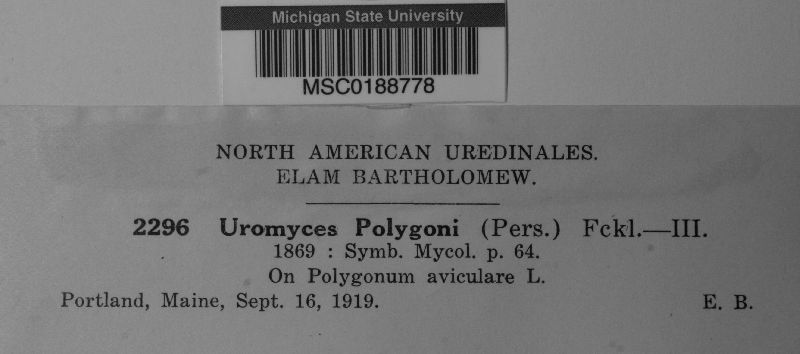 Michigan State University
MSC0188778
NORTH AMERICAN UREDINALES.
ELAM BARTHOLOMEW.
2296 Uromyces Polygoni (Pers.) Fckl.—III.
1869 : Symb. Mycol. p. 64.
On Polygonum aviculare L.
Portland, Maine, Sept. 16, 1919. E. B.